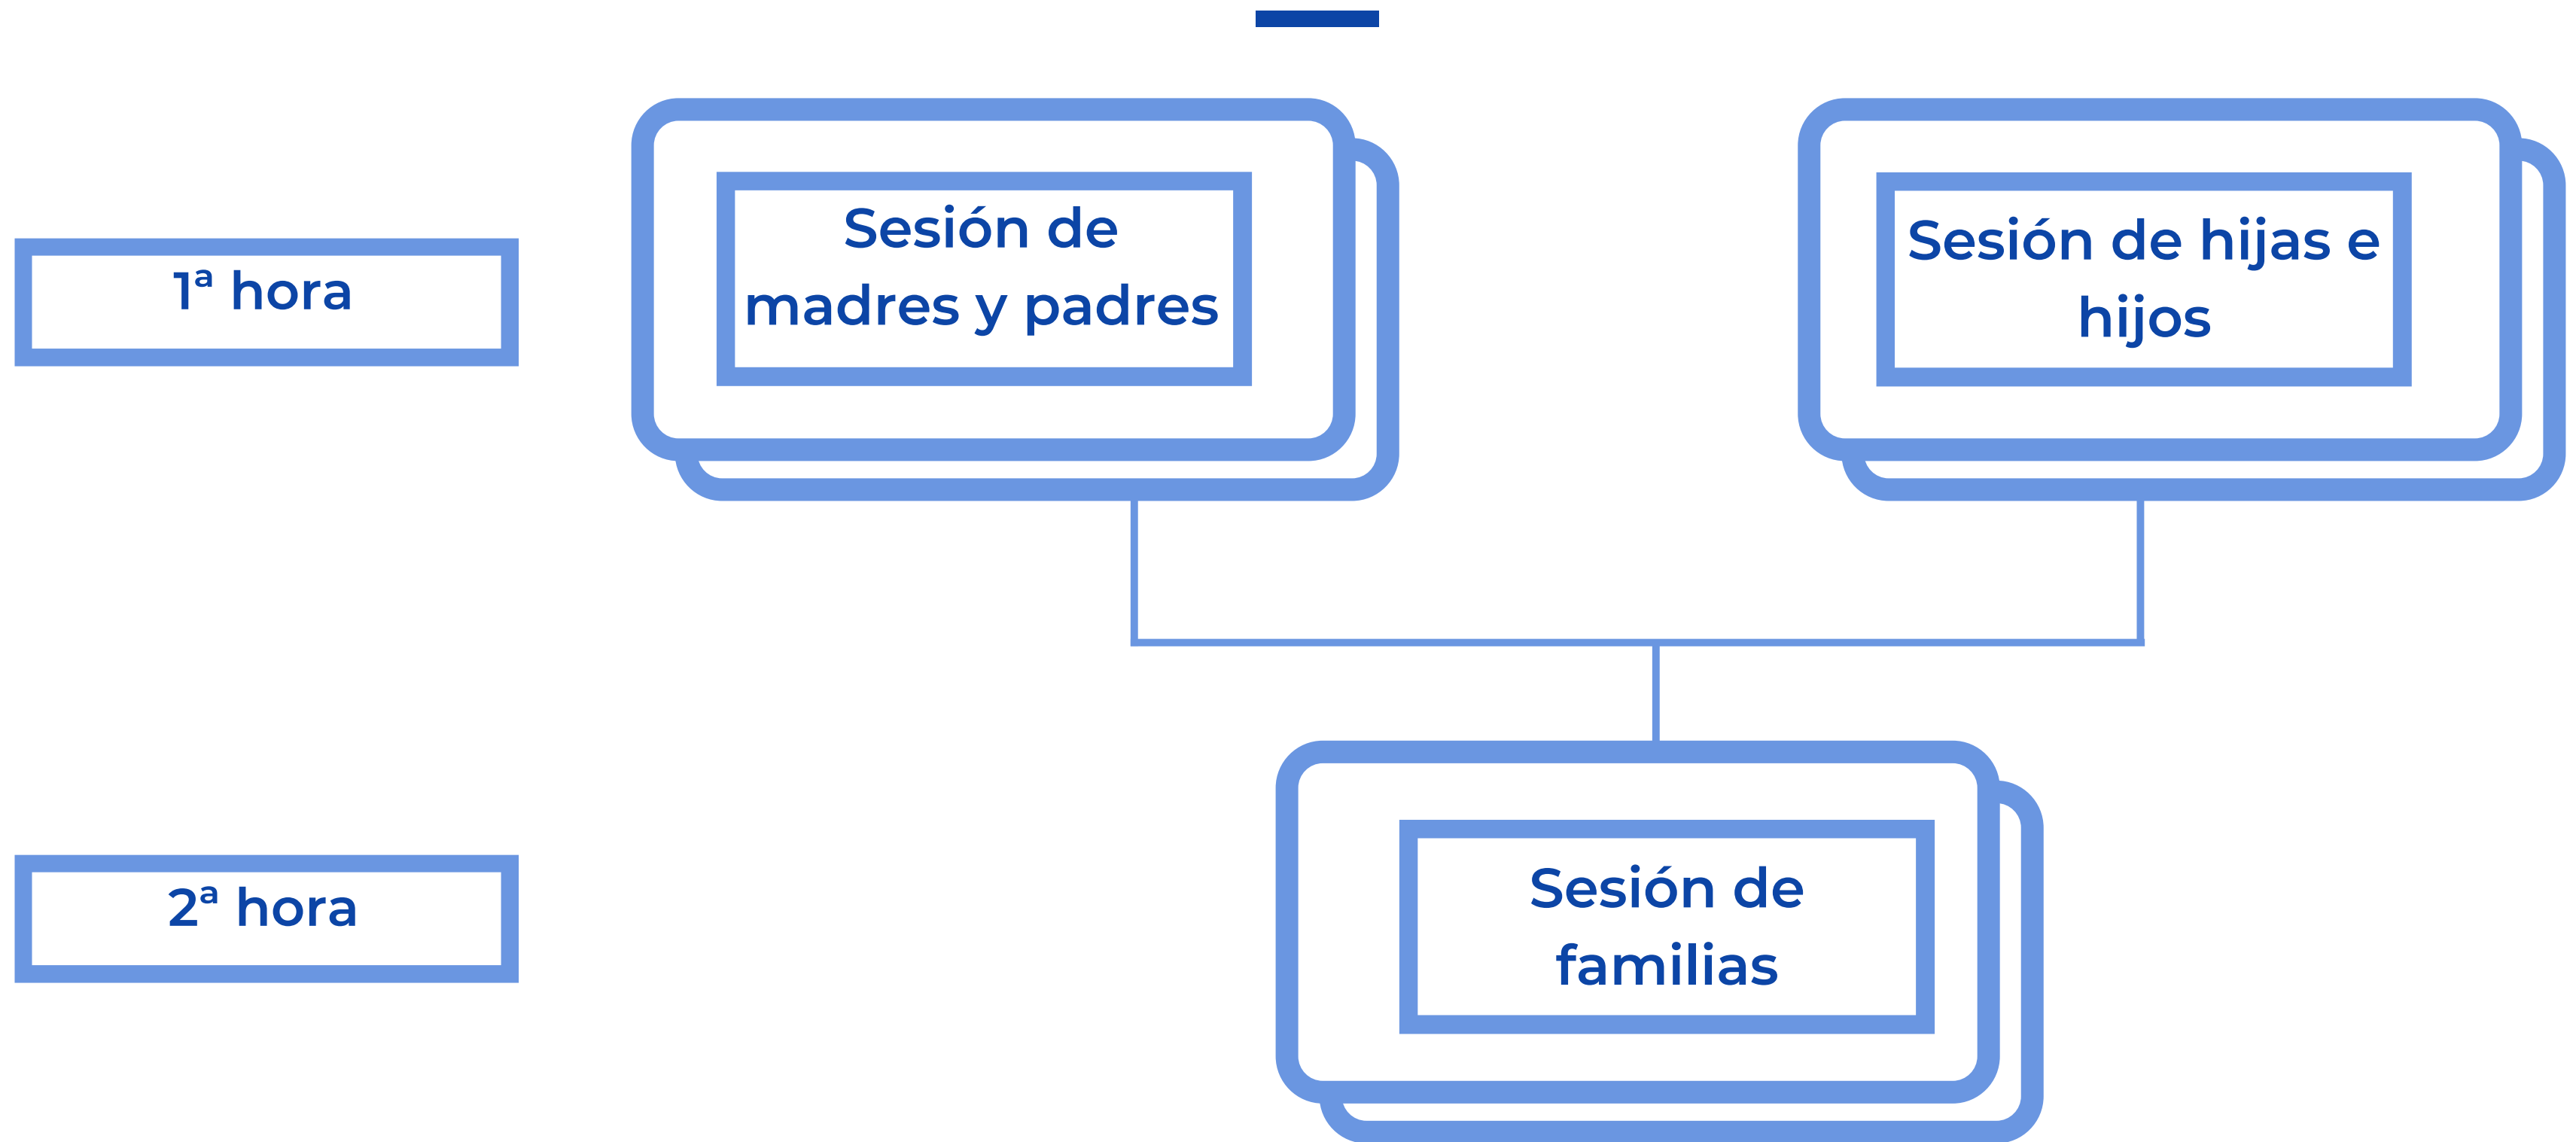 1ª hora
Sesión de
madres y padres
Sesión de hijas e
hijos
2ª hora
Sesión de
familias